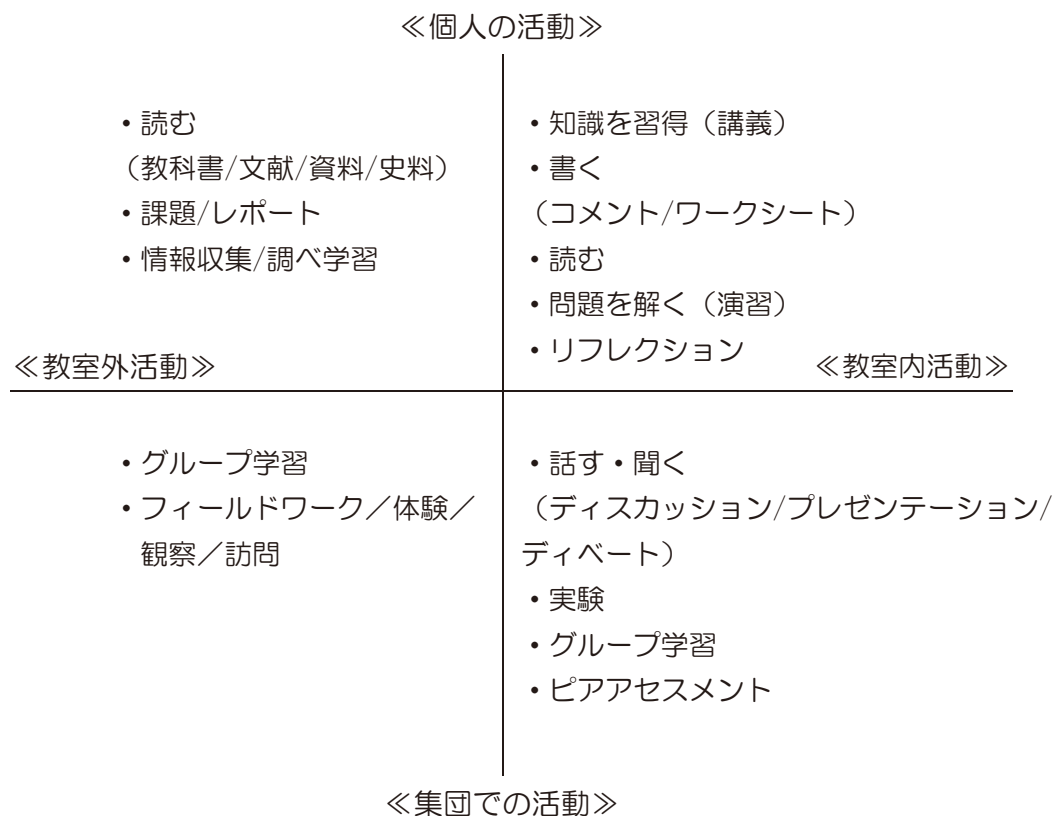 ≪個人の活動≫
・読む
（教科書/文献/資料/史料）
・課題/レポート
・情報収集/調べ学習
・知識を習得（講義）
・書く
（コメント/ワークシート）
・読む
・問題を解く（演習）
・リフレクション
≪教室外活動≫
≪教室内活動≫
・グループ学習
・フィールドワーク／体験／
観察／訪問
・話す・聞く
（ディスカッション/プレゼンテーション/
ディベート）
・実験
・グループ学習
・ピアアセスメント
≪集団での活動≫